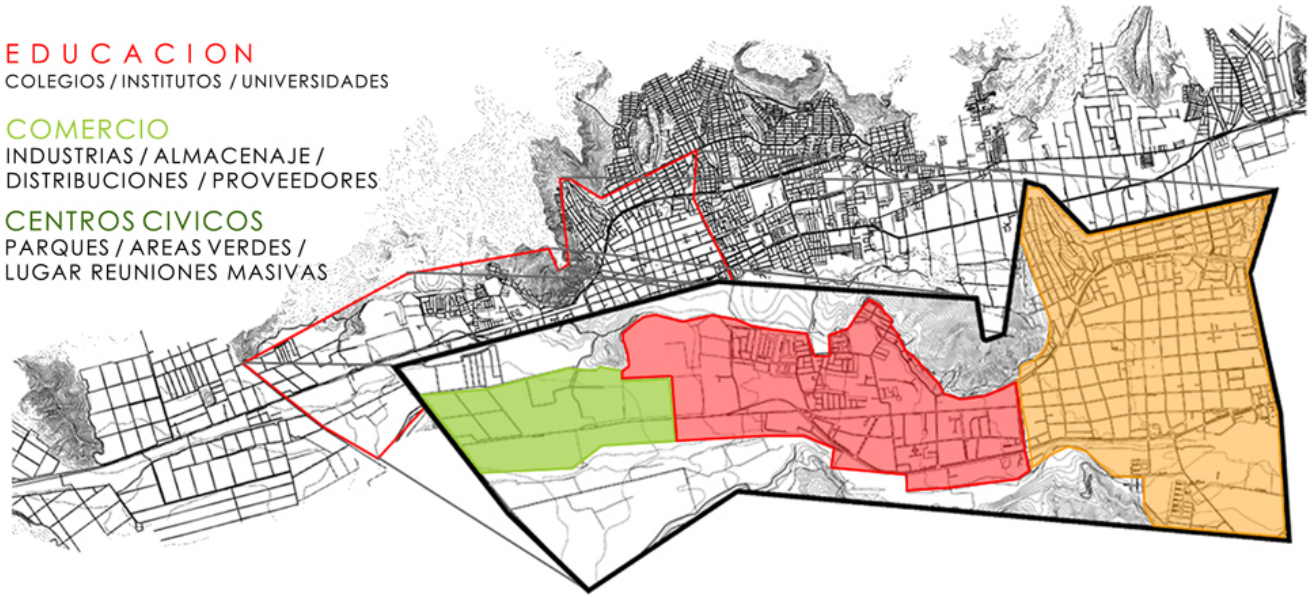 EDUCACION
COLEGIOS / INSTITUTOS / UNIVERSIDADES
COMERCIO
INDUSTRIAS / ALMACENAJE /
DISTRIBUCIONES / PROVEEDORES
CENTROS CIVICOS
PARQUES / AREAS VERDES /
LUGAR REUNIONES MASIVAS